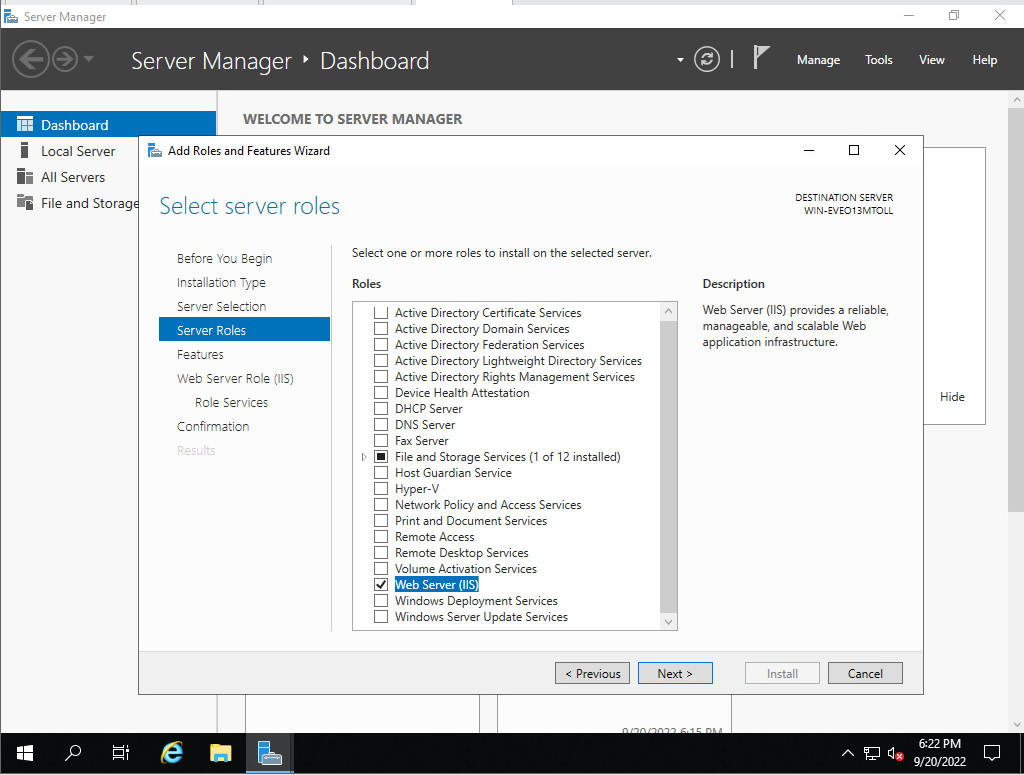 Server Manager
Server Manager ‣ Dashboard
Manage
Tools
View
Help
Dashboard
Local Server
All Servers
File and Storage
WELCOME TO SERVER MANAGER
Hide
Add Roles and Features Wizard
Select server roles
DESTINATION SERVER
WIN-EVEO13MTOLL
Before You Begin
Installation Type
Server Selection
Server Roles
Features
Web Server Role (IIS)
Role Services
Confirmation
Results
Select one or more roles to install on the selected server.
Roles
Active Directory Certificate Services
Active Directory Domain Services
Active Directory Federation Services
Active Directory Lightweight Directory Services
Active Directory Rights Management Services
Device Health Attestation
DHCP Server
DNS Server
Fax Server
File and Storage Services (1 of 12 installed)
Host Guardian Service
Hyper-V
Network Policy and Access Services
Print and Document Services
Remote Access
Remote Desktop Services
Volume Activation Services
Web Server (IIS)
Windows Deployment Services
Windows Server Update Services
Description
Web Server (IIS) provides a reliable,
manageable, and scalable Web
application infrastructure.
< Previous
Next >
Install
Cancel
9/20/2022 6:15 PM
6:22 PM
9/20/2022